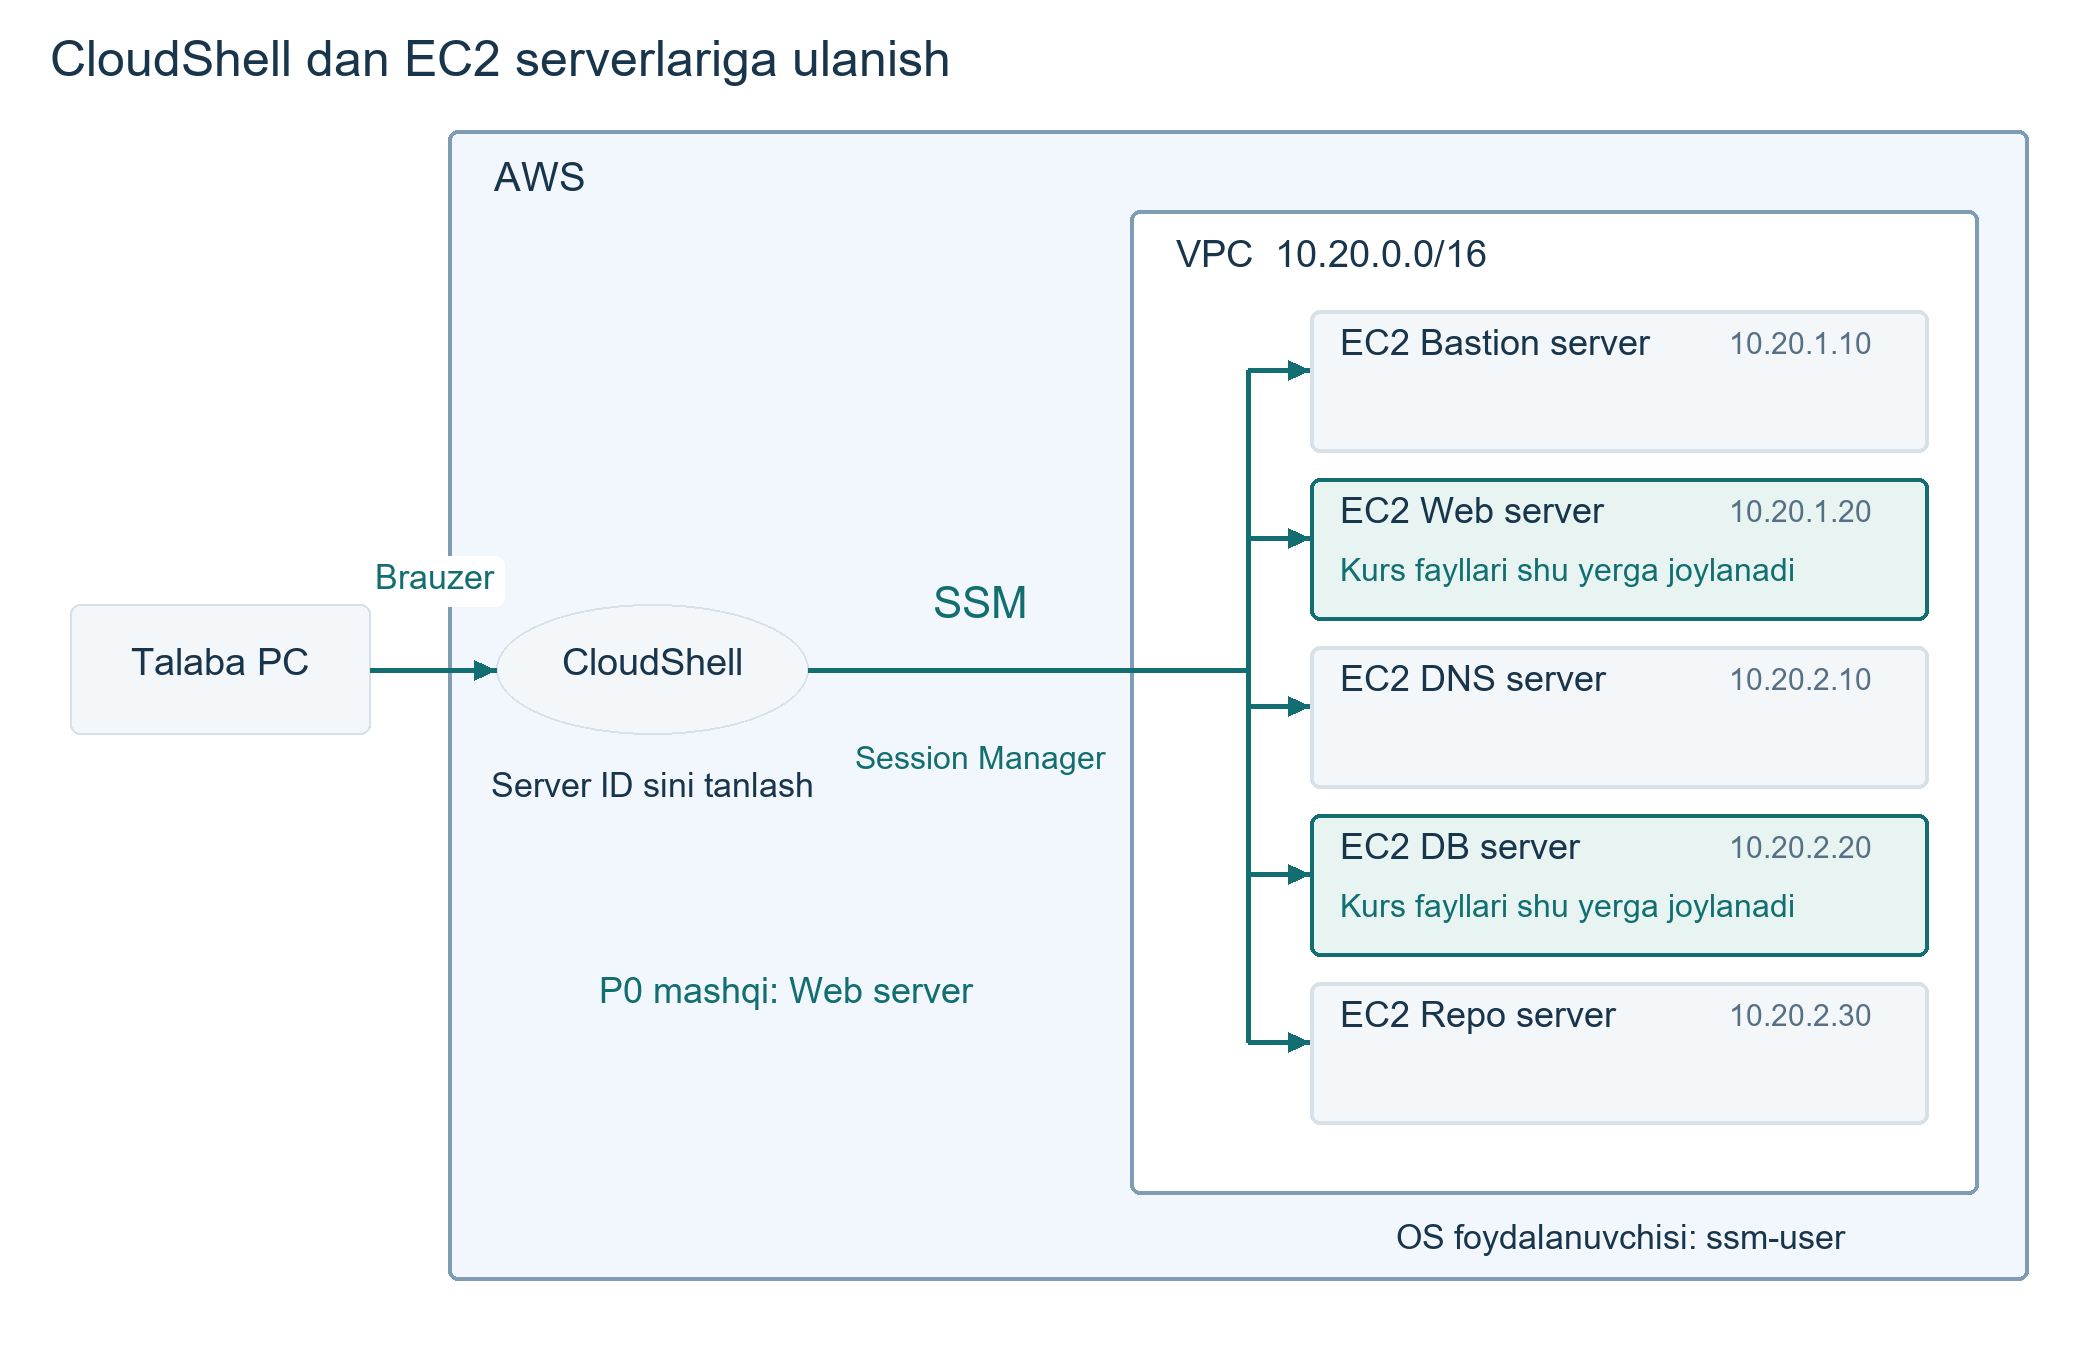 CloudShell dan EC2 serverlariga ulanish
AWS
VPC  10.20.0.0/16
EC2 Bastion server 10.20.1.10
EC2 Web server 10.20.1.20
Kurs fayllari shu yerga joylanadi
Brauzer
Talaba PC
CloudShell
SSM
Session Manager
Server ID sini tanlash
EC2 DNS server 10.20.2.10
EC2 DB server 10.20.2.20
Kurs fayllari shu yerga joylanadi
P0 mashqi: Web server
EC2 Repo server 10.20.2.30
OS foydalanuvchisi: ssm-user